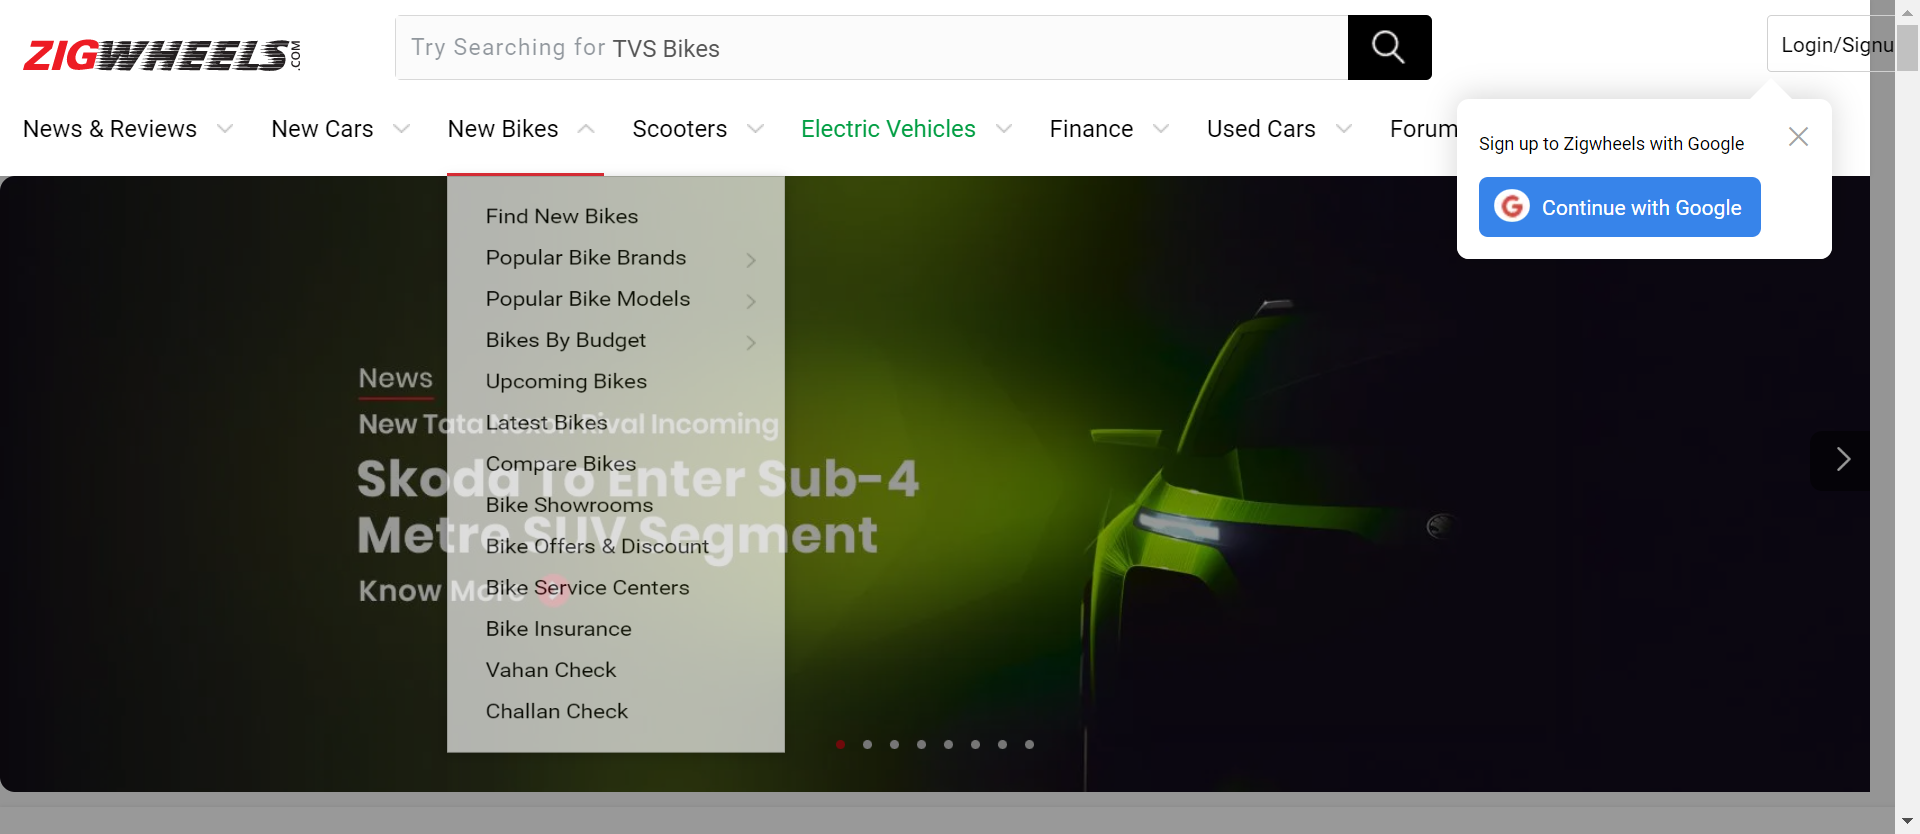 ZIGWHEELS.COM
Try Searching for TVS Bikes
Login/Signu
News & Reviews
New Cars
New Bikes
Scooters
Electric Vehicles
Finance
Used Cars
Forum
Sign up to Zigwheels with Google
Continue with Google
Find New Bikes
Popular Bike Brands
Popular Bike Models
Bikes By Budget
Upcoming Bikes
Latest Bikes
Compare Bikes
Bike Showrooms
Bike Offers & Discount
Bike Service Centers
Bike Insurance
Vahan Check
Challan Check
News
New Tata Nexon Rival Incoming
Skoda To Enter Sub-4
Metre SUV Segment
Know More